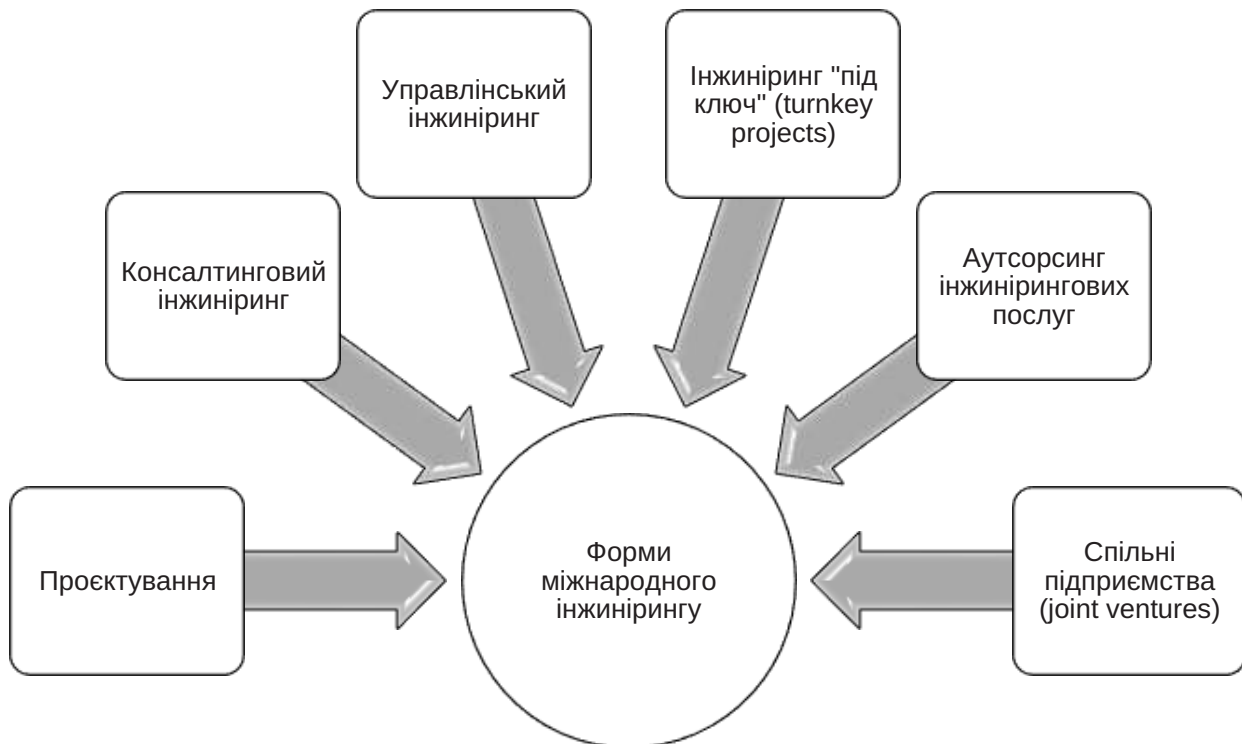 Управлінський
інжиніринг
Інжиніринг "під
ключ" (turnkey
projects)
Консалтинговий
інжиніринг
Аутсорсинг
інжинірингових
послуг
Проєктування
Форми
міжнародного
інжинірингу
Спільні
підприємства
(joint ventures)